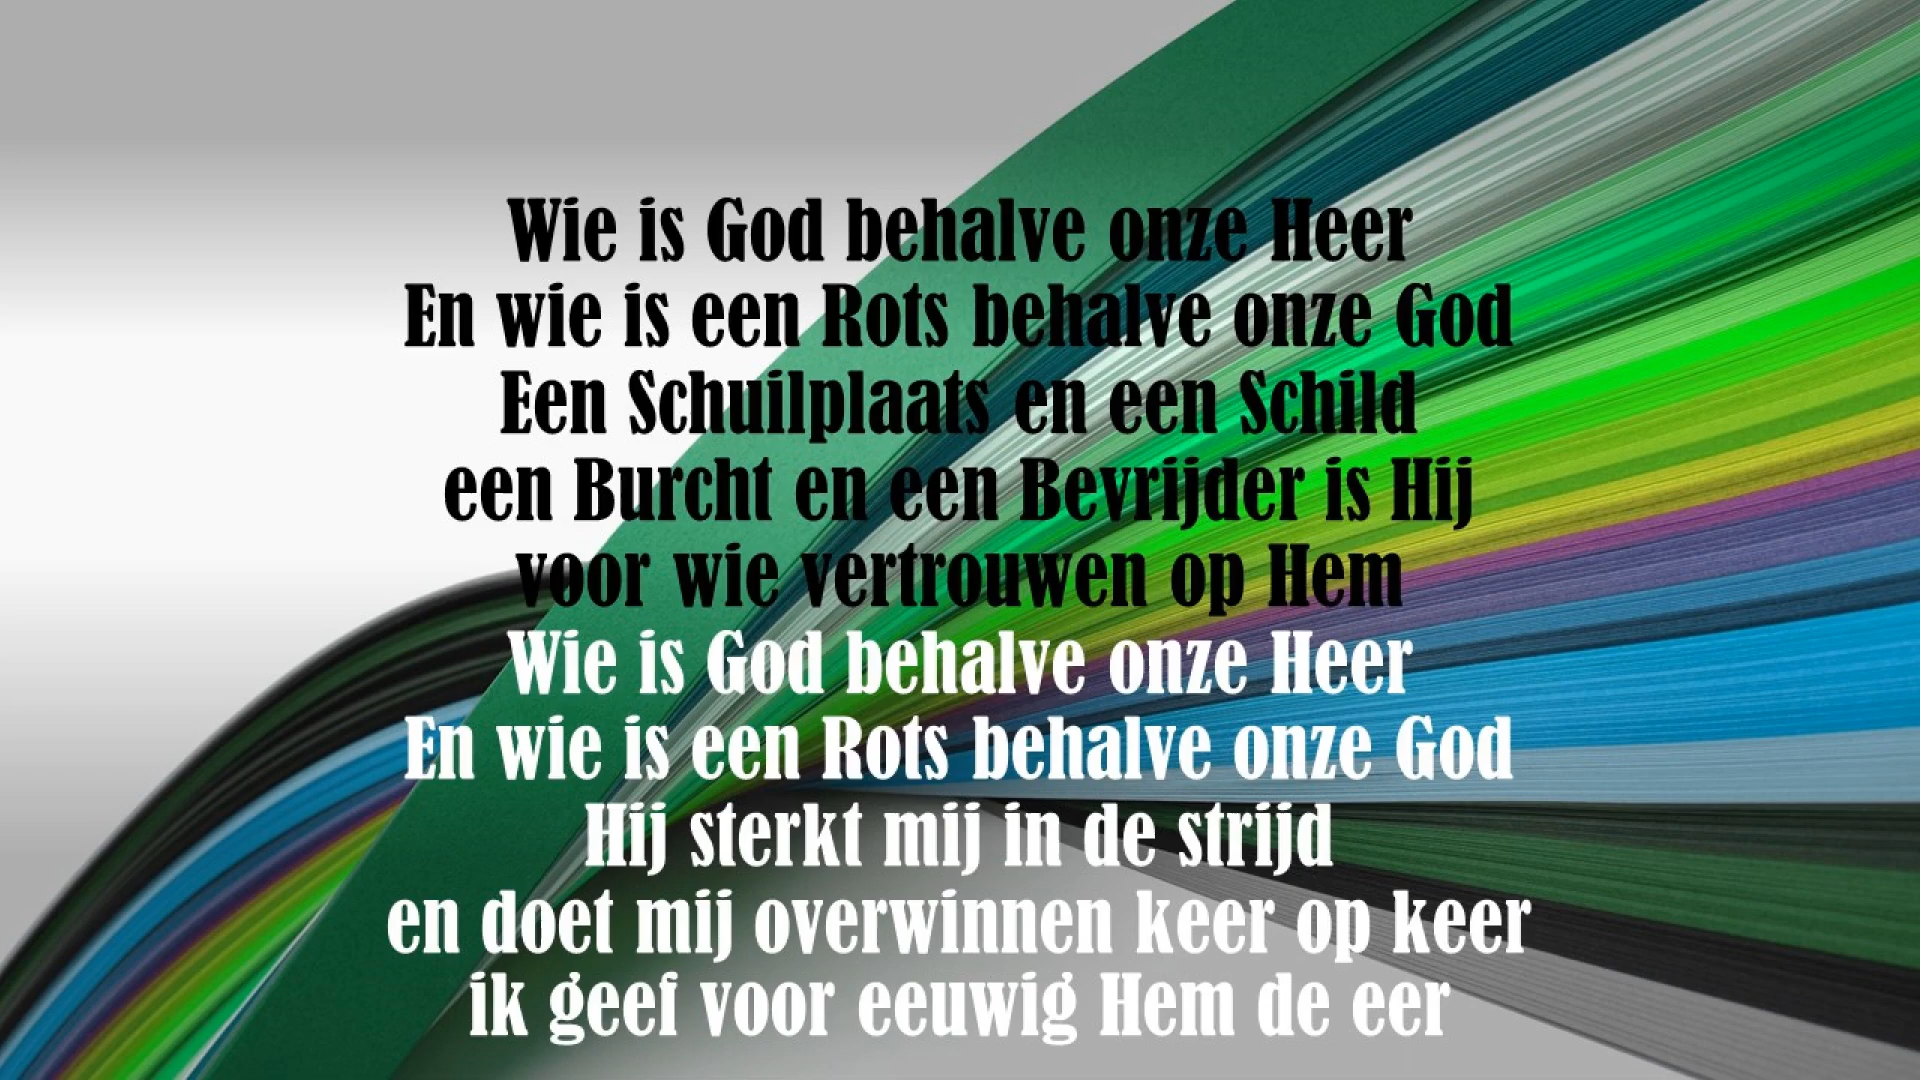 Wie is God behalve onze Heer
En wie is een Rots behalve onze God
Een Schuilplaats en een Schild
een Burcht en een Bevrijder is Hij
voor wie vertrouwen op Hem
Wie is God behalve onze Heer
En wie is een Rots behalve onze God
Hij sterkt mij in de strijd
en doet mij overwinnen keer op keer
ik geef voor eeuwig Hem de eer